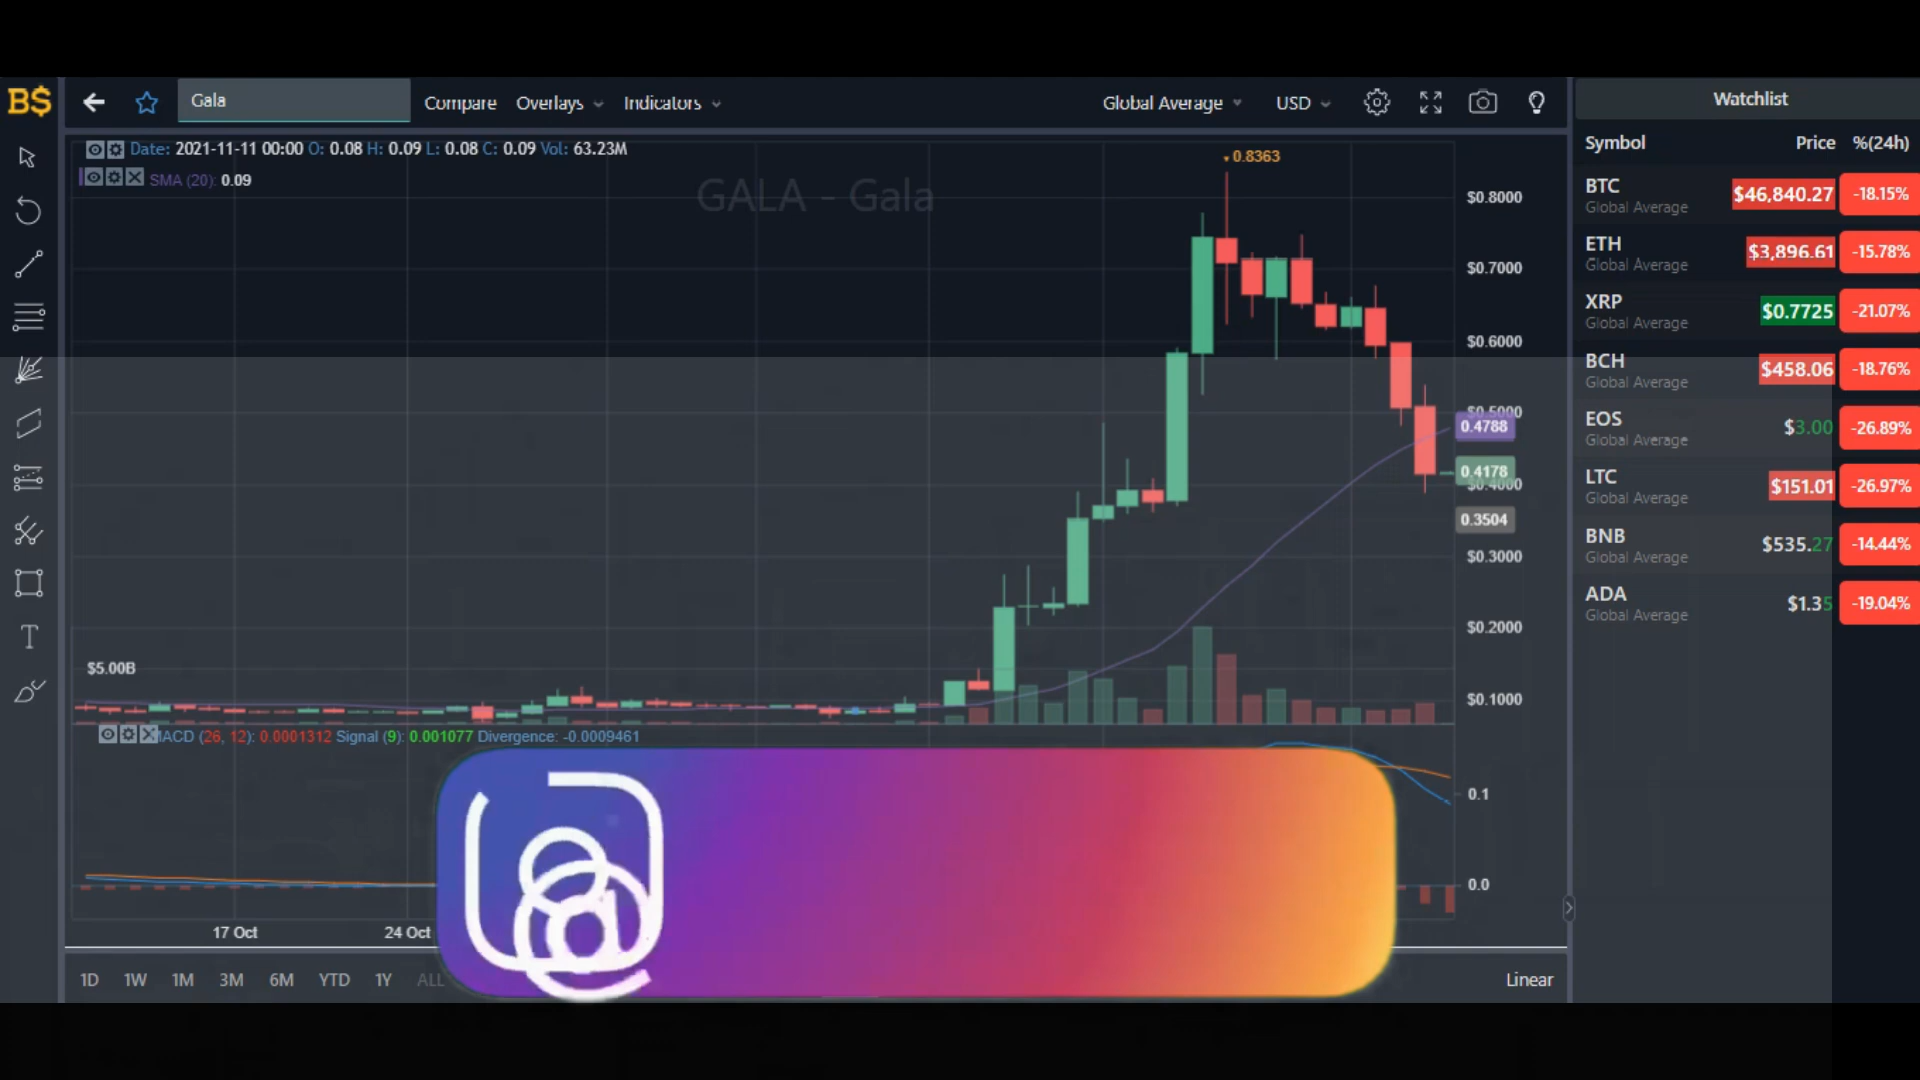 B$
Gala
Compare Overlays Indicators
Global Average USD
Watchlist
Date: 2021-11-11 00:00 O: 0.08 H: 0.09 L: 0.08 C: 0.09 Vol: 63.23M
SMA (20): 0.09
GALA - Gala
0.8363
$0.8000
$0.7000
$0.6000
$0.5000
0.4788
0.4178
$0.4000
0.3504
$0.3000
$0.2000
$0.1000
$5.00B
MACD (26, 12): 0.0001312 Signal (9): 0.001077 Divergence: -0.0009461
0.1
0.0
17 Oct 24 Oct
1D 1W 1M 3M 6M YTD 1Y ALL
Linear
Symbol Price %(24h)
BTC $46,840.27 -18.15%
Global Average
ETH $3,896.61 -15.78%
Global Average
XRP $0.7725 -21.07%
Global Average
BCH $458.06 -18.76%
Global Average
EOS $3.00 -26.89%
Global Average
LTC $151.01 -26.97%
Global Average
BNB $535.27 -14.44%
Global Average
ADA $1.35 -19.04%
Global Average